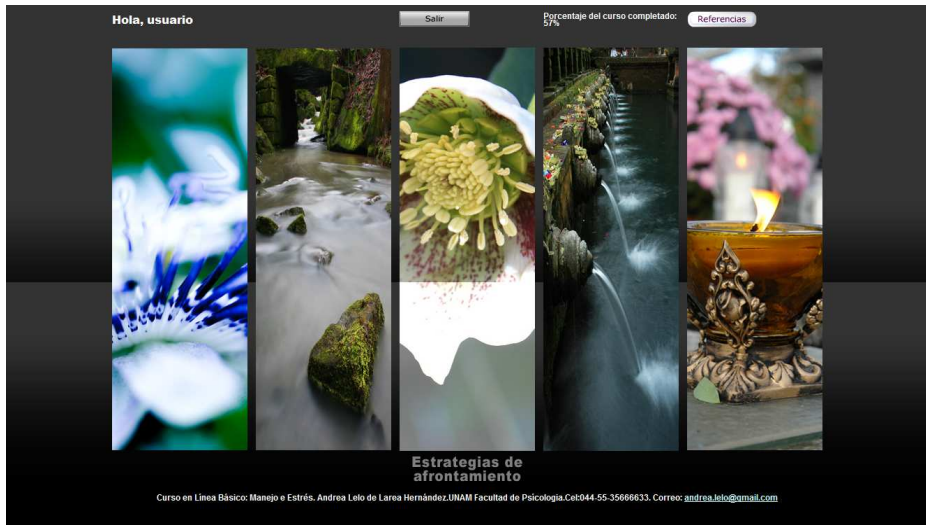 Hola, usuario
Salir
Porcentaje del curso completado:
57%
Referencias
Estrategias de
afrontamiento
Curso en Línea Básico: Manejo e Estrés. Andrea Lelo de Larea Hernández.UNAM Facultad de Psícologia.Cel:044-55-35666633. Correo: andrea.lelo@gmail.com